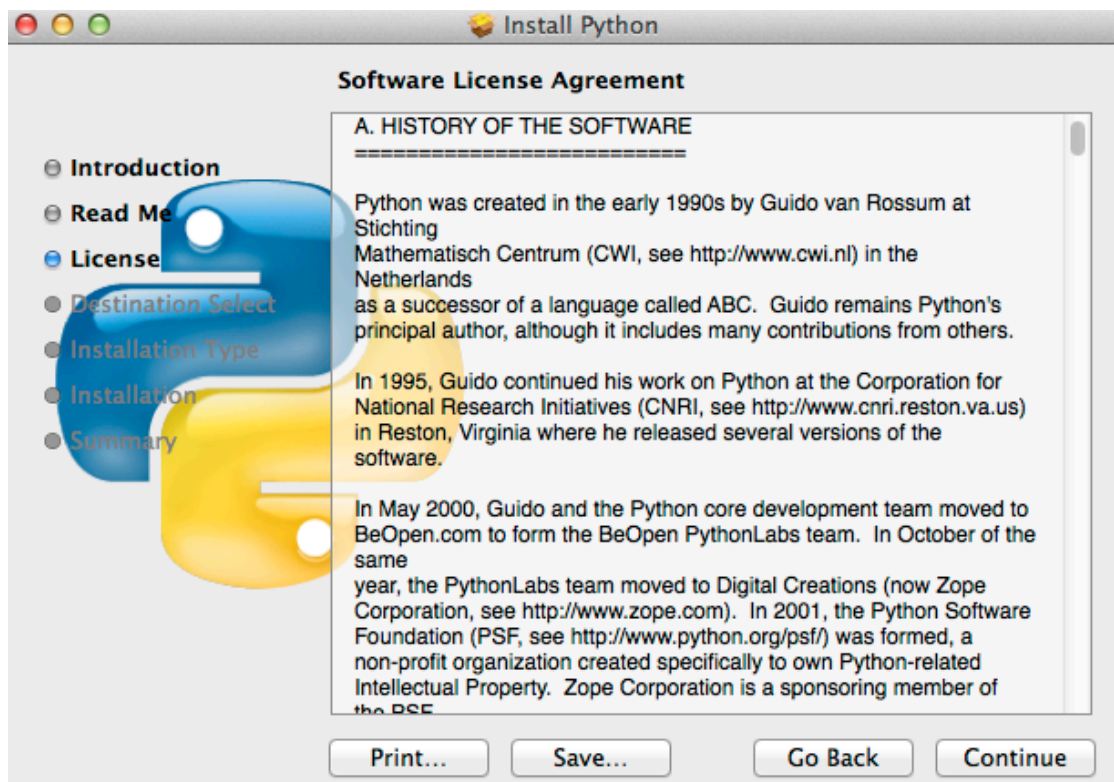 Install Python
Software License Agreement
Introduction
Read Me
License
Destination Select
Installation Type
Installation
Summary
A. HISTORY OF THE SOFTWARE
==========================
Python was created in the early 1990s by Guido van Rossum at
Stichting
Mathematisch Centrum (CWI, see http://www.cwi.nl) in the
Netherlands
as a successor of a language called ABC.  Guido remains Python's
principal author, although it includes many contributions from others.
In 1995, Guido continued his work on Python at the Corporation for
National Research Initiatives (CNRI, see http://www.cnri.reston.va.us)
in Reston, Virginia where he released several versions of the
software.
In May 2000, Guido and the Python core development team moved to
BeOpen.com to form the BeOpen PythonLabs team.  In October of the
same
year, the PythonLabs team moved to Digital Creations (now Zope
Corporation, see http://www.zope.com).  In 2001, the Python Software
Foundation (PSF, see http://www.python.org/psf/) was formed, a
non-profit organization created specifically to own Python-related
Intellectual Property.  Zope Corporation is a sponsoring member of
the PSF
Print...
Save...
Go Back
Continue